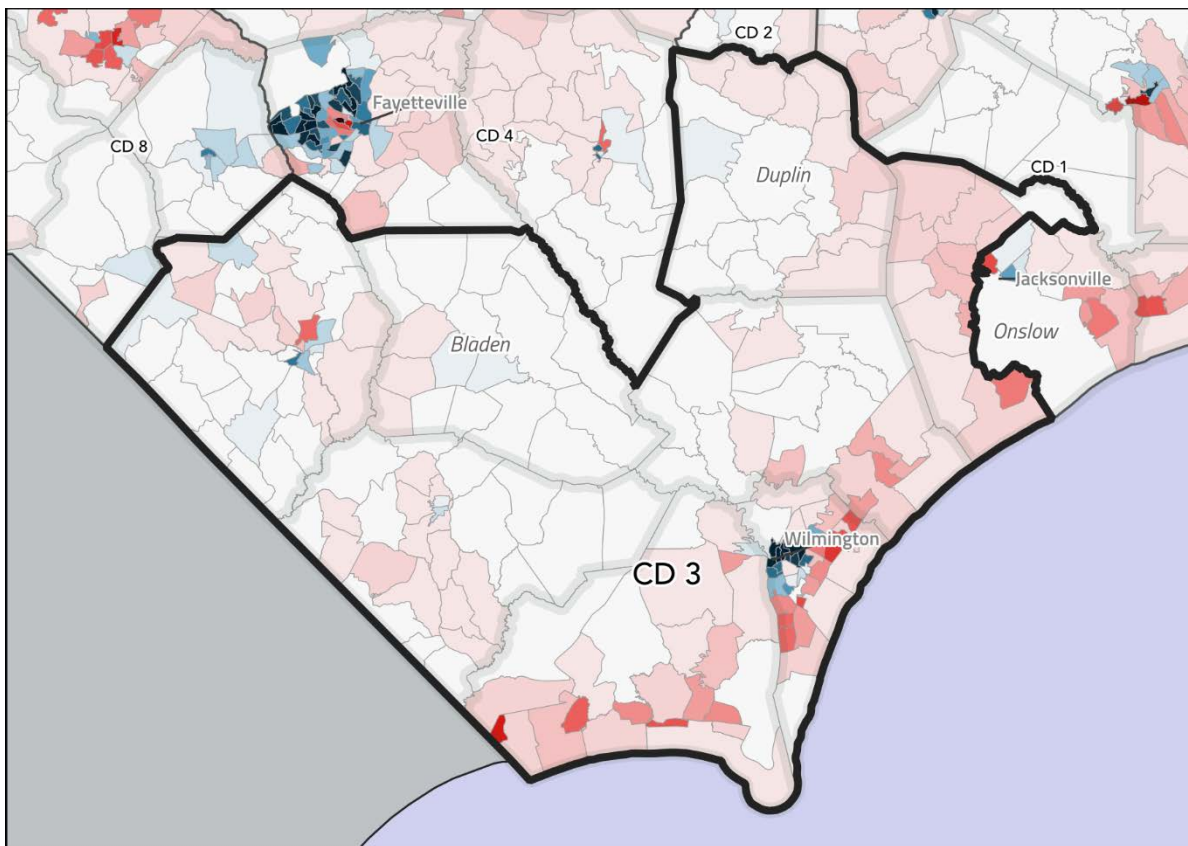 CD 2
Fayetteville
CD 4
CD 8
CD 1
Duplin
Jacksonville
Onslow
Bladen
Wilmington
CD 3